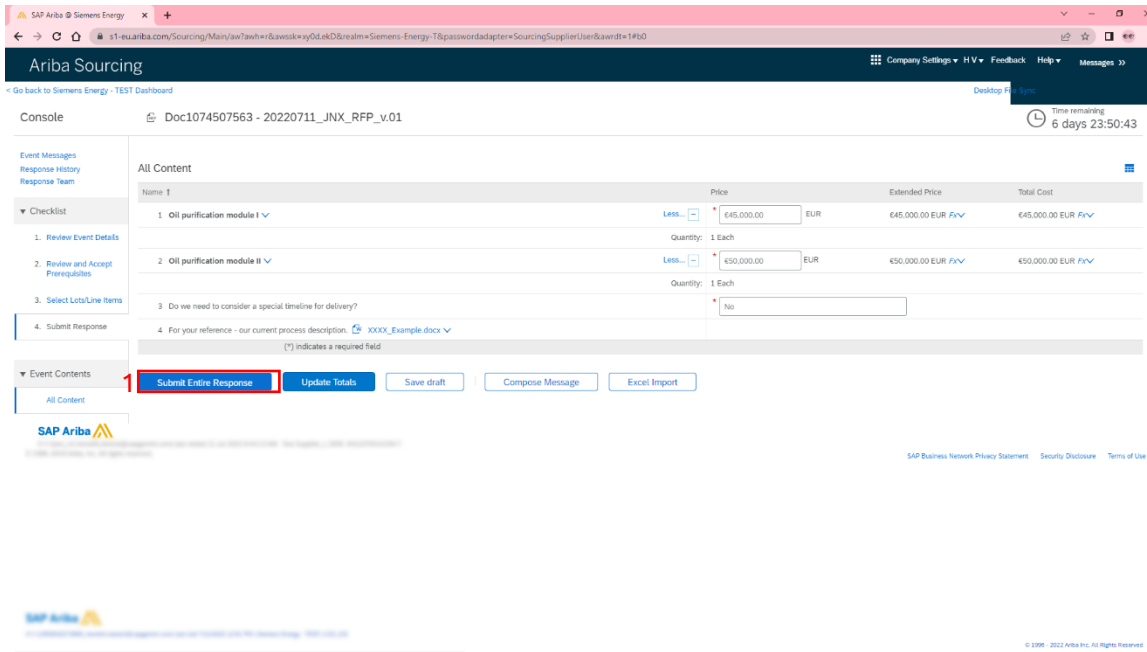 SAP Ariba @ Siemens Energy
s1-eu.ariba.com/Sourcing/Main/aw?awh=r&awssk=xy0d.ekD&realm=Siemens-Energy-T&passwordadapter=SourcingSupplierUser&awrdt=1#b0
Ariba Sourcing
Company Settings H V Feedback Help Messages >>
< Go back to Siemens Energy - TEST Dashboard Desktop File Sync
Console Doc1074507563 - 20220711_JNX_RFP_v.01 Time remaining
6 days 23:50:43
Event Messages
Response History
Response Team
All Content
Name ↑ Price Extended Price Total Cost
▼ Checklist
1 Oil purification module I Less... − * €45,000.00 EUR €45,000.00 EUR Fx €45,000.00 EUR Fx
1. Review Event Details
Quantity: 1 Each
2. Review and Accept Prerequisites
2 Oil purification module II Less... − * €50,000.00 EUR €50,000.00 EUR Fx €50,000.00 EUR Fx
Quantity: 1 Each
3. Select Lots/Line Items
3 Do we need to consider a special timeline for delivery? * No
4. Submit Response
4 For your reference - our current process description. XXXX_Example.docx
(*) indicates a required field
▼ Event Contents
1 Submit Entire Response Update Totals Save draft Compose Message Excel Import
All Content
SAP Ariba
SAP Business Network Privacy Statement Security Disclosure Terms of Use
SAP Ariba
© 1996 - 2022 Ariba Inc. All Rights Reserved